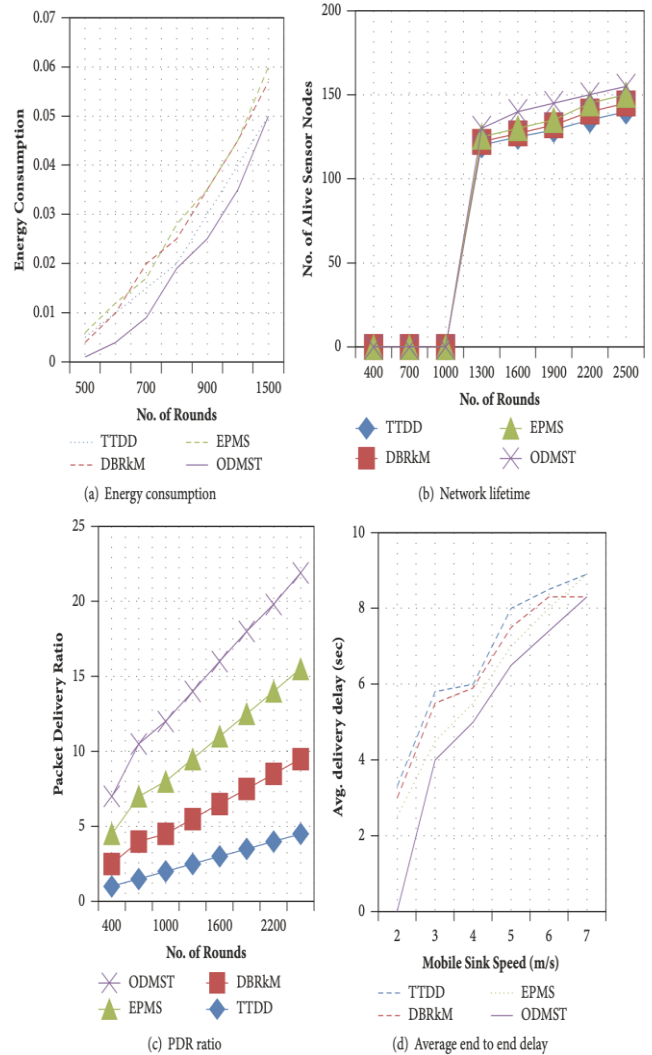 0.07
0.06
0.05
0.04
0.03
0.02
0.01
0
Energy Consumption
500 700 900 1500
No. of Rounds
TTDD EPMS
DBRkM ODMST
(a) Energy consumption
200
150
100
50
0
No. of Alive Sensor Nodes
400 700 1000 1300 1600 1900 2200 2500
No. of Rounds
TTDD EPMS
DBRkM ODMST
(b) Network lifetime
25
20
15
10
5
0
Packet Delivery Ratio
400 1000 1600 2200
No. of Rounds
ODMST DBRkM
EPMS TTDD
(c) PDR ratio
10
8
6
4
2
0
Avg. delivery delay (sec)
2 3 4 5 6 7
Mobile Sink Speed (m/s)
TTDD EPMS
DBRkM ODMST
(d) Average end to end delay